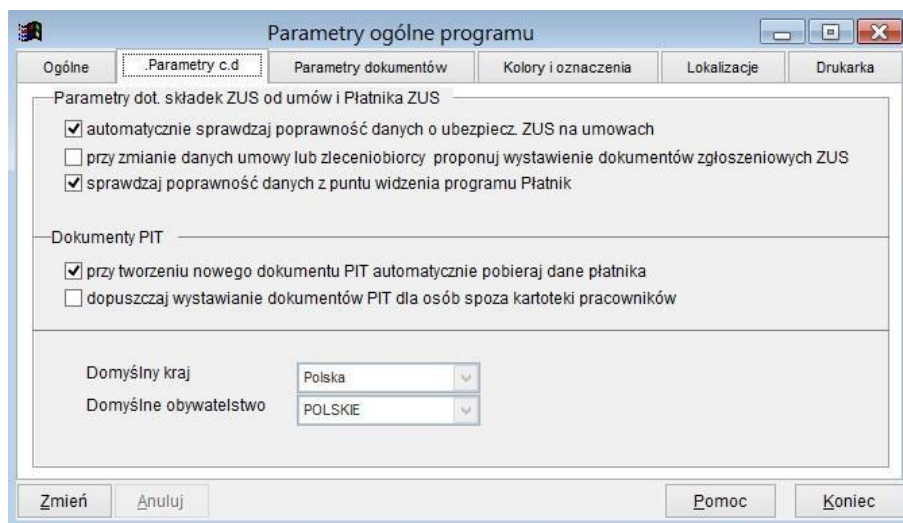 Parametry ogólne programu
Ogólne .Parametry c.d Parametry dokumentów Kolory i oznaczenia Lokalizacje Drukarka
Parametry dot. składek ZUS od umów i Płatnika ZUS
automatycznie sprawdzaj poprawność danych o ubezpiecz. ZUS na umowach
przy zmianie danych umowy lub zleceniobiorcy proponuj wystawienie dokumentów zgłoszeniowych ZUS
sprawdzaj poprawność danych z puntu widzenia programu Płatnik
Dokumenty PIT
przy tworzeniu nowego dokumentu PIT automatycznie pobieraj dane płatnika
dopuszczaj wystawianie dokumentów PIT dla osób spoza kartoteki pracowników
Domyślny kraj Polska
Domyślne obywatelstwo POLSKIE
Zmień Anuluj Pomoc Koniec